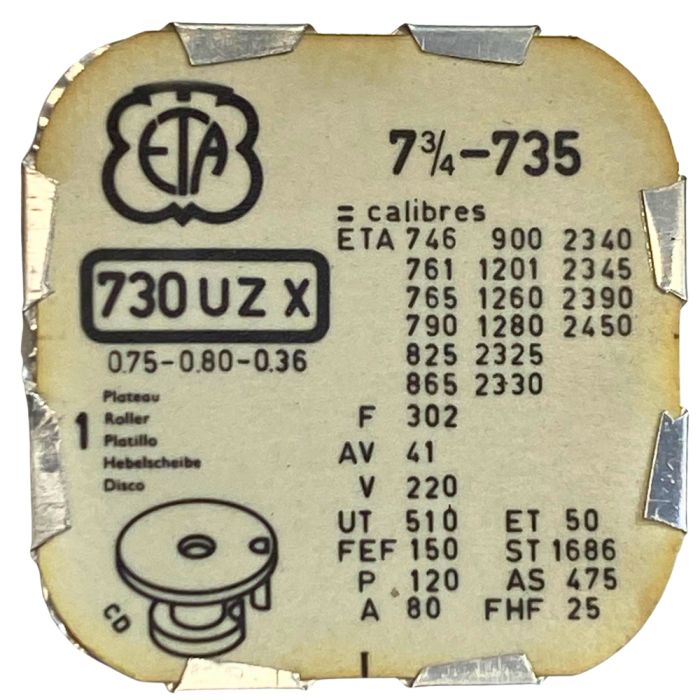 ETA
7¾-735
= calibres
ETA 746 900 2340
761 1201 2345
765 1260 2390
790 1280 2450
825 2325
865 2330
730 UZ X
0.75-0.80-0.36
1
Plateau
Roller
Platillo
Hebelscheibe
Disco
F 302
AV 41
V 220
UT 510 ET 50
FEF 150 ST 1686
P 120 AS 475
A 80 FHF 25
CD